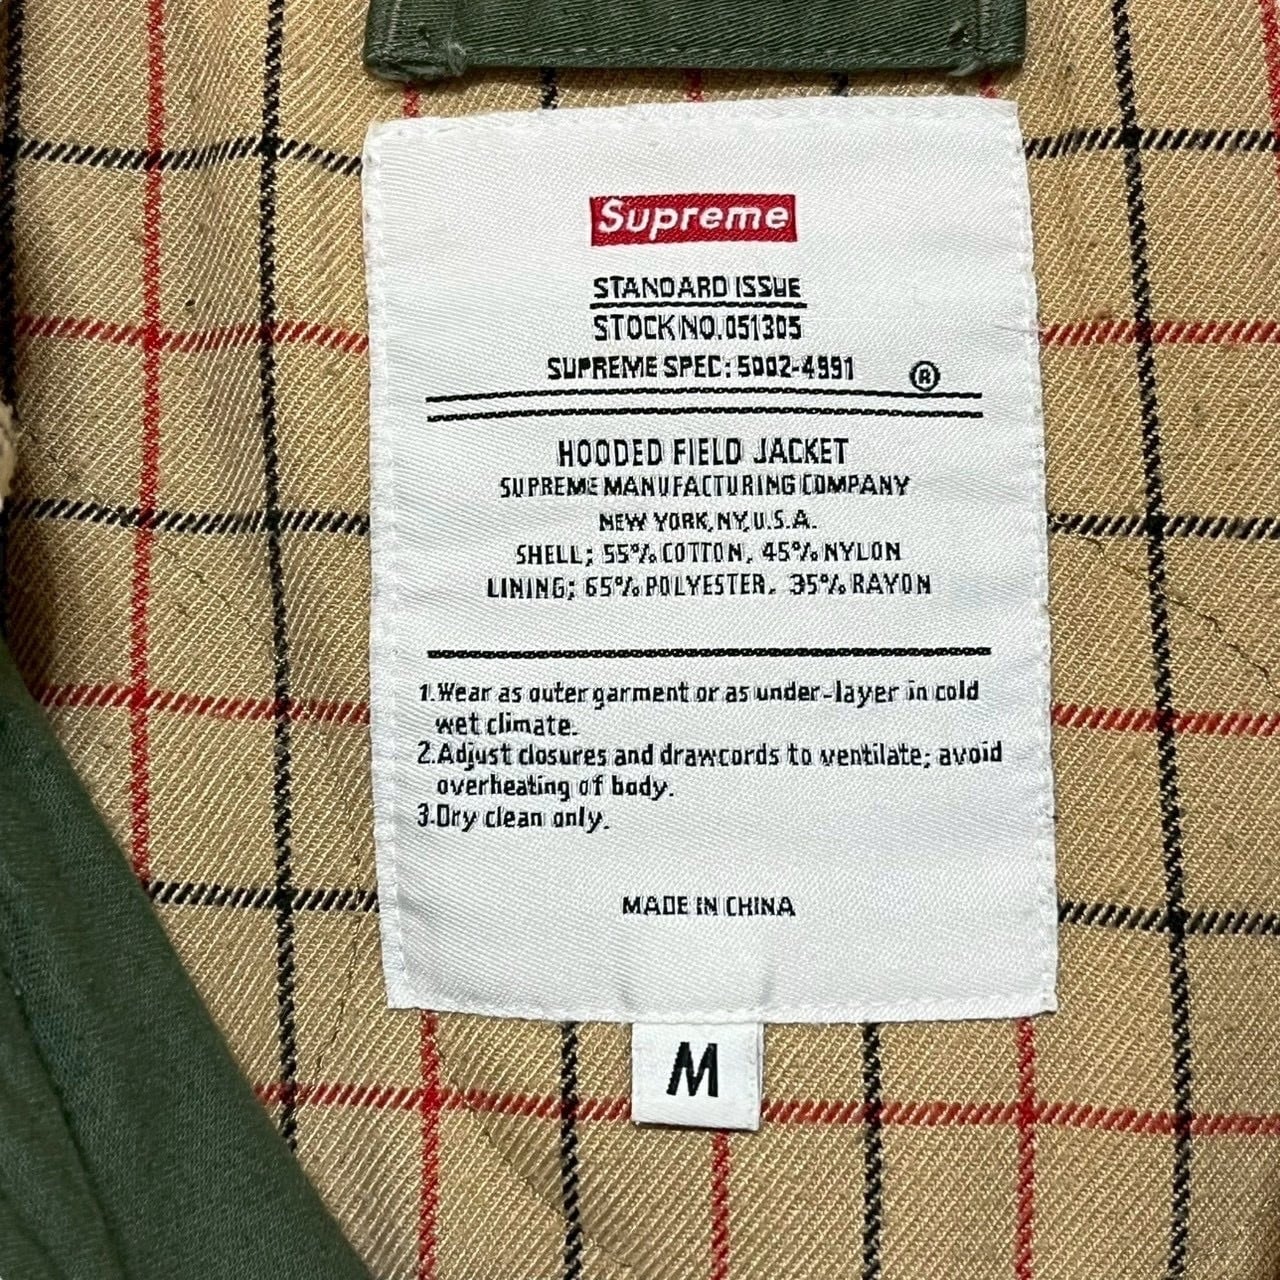 Supreme
STANDARD ISSUE
STOCK NO. 051305
SUPREME SPEC: 5002-4991 ®
HOODED FIELD JACKET
SUPREME MANUFACTURING COMPANY
NEW YORK, NY, U.S.A.
SHELL; 55% COTTON, 45% NYLON
LINING; 65% POLYESTER, 35% RAYON
1. Wear as outer garment or as under-layer in cold
wet climate.
2. Adjust closures and drawcords to ventilate; avoid
overheating of body.
3. Dry clean only.
MADE IN CHINA
M